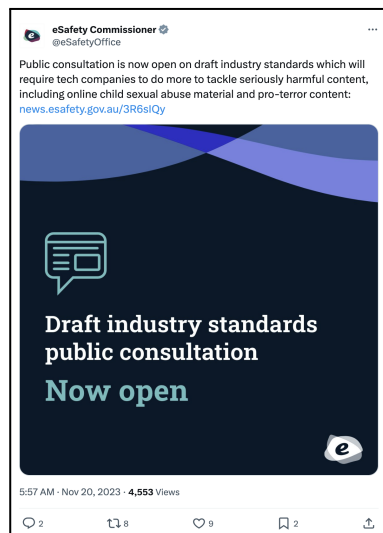 eSafety Commissioner
@eSafetyOffice
Public consultation is now open on draft industry standards which will
require tech companies to do more to tackle seriously harmful content,
including online child sexual abuse material and pro-terror content:
news.esafety.gov.au/3R6sIQy
Draft industry standards
public consultation
Now open
e
5:57 AM · Nov 20, 2023 · 4,553 Views
2 8 9 2